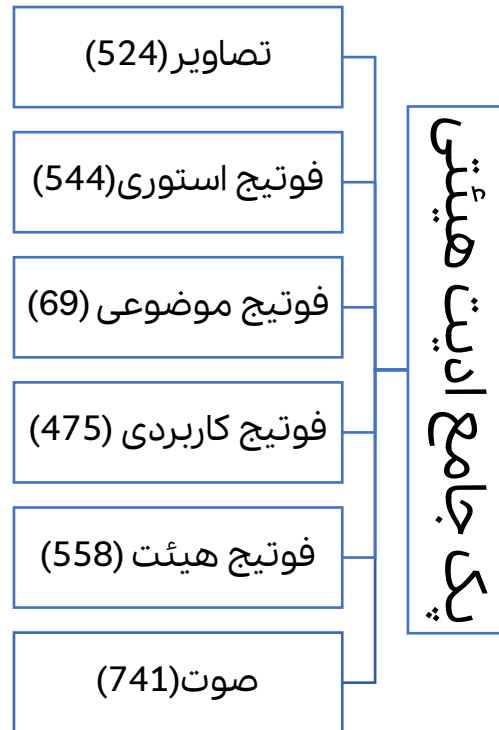 پک جامع ادیت هیئتی
تصاویر(524)
فوتیج استوری(544)
فوتیج موضوعی (69)
فوتیج کاربردی (475)
فوتیج هیئت (558)
صوت(741)